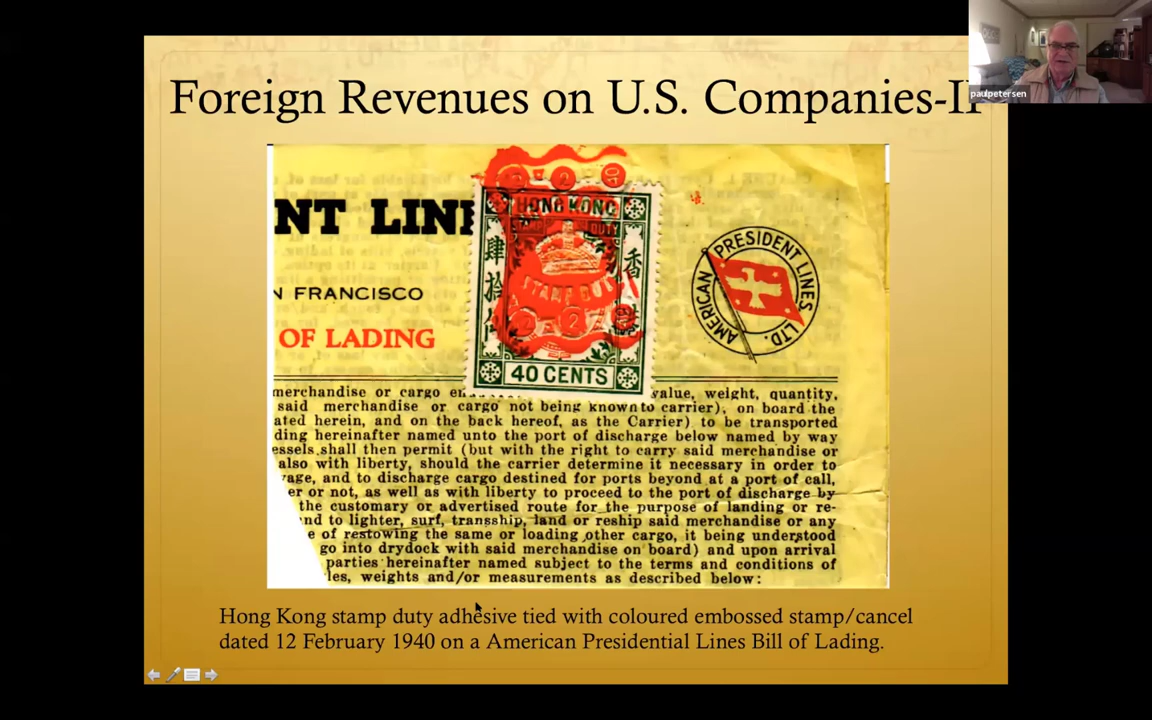 Foreign Revenues on U.S. Companies-II
paulpetersen
NT LINE
N FRANCISCO
OF LADING
HONG KONG
STAMP DUTY
STAMP DUTY
肆拾
香
40 CENTS
AMERICAN PRESIDENT LINES LTD.
merchandise or cargo value, weight, quantity,
said merchandise or cargo not being known to carrier), on board the
ated herein, and on the back hereof, as the Carrier) to be transported
ding hereinafter named unto the port of discharge below named by way
essels shall then permit (but with the right to carry said merchandise or
also with liberty, should the carrier determine it necessary in order to
yage, and to discharge cargo destined for ports beyond at a port of call,
er or not, as well as with liberty to proceed to the port of discharge by
the customary or advertised route for the purpose of landing or re-
nd to lighter, surf, transship, land or reship said merchandise or any
e of restowing the same or loading other cargo, it being understood
go into drydock with said merchandise on board) and upon arrival
parties hereinafter named subject to the terms and conditions of
les, weights and/or measurements as described below:
Hong Kong stamp duty adhesive tied with coloured embossed stamp/cancel
dated 12 February 1940 on a American Presidential Lines Bill of Lading.